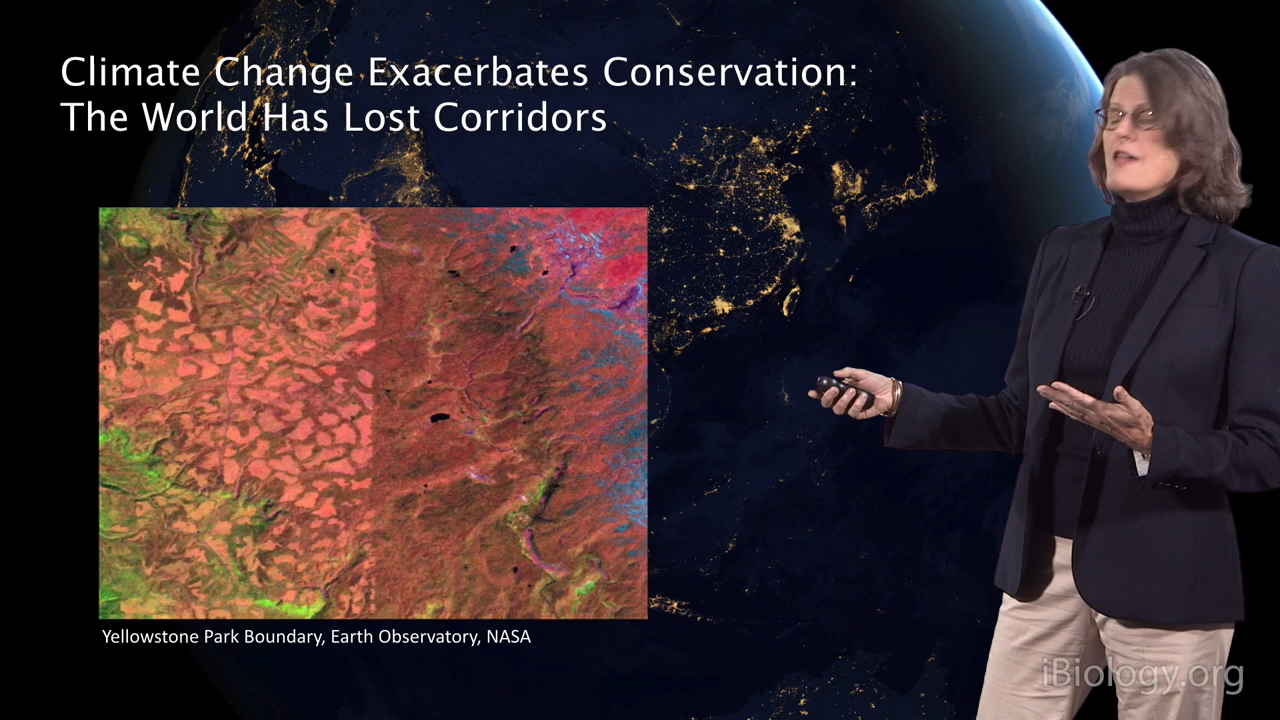 Climate Change Exacerbates Conservation:
The World Has Lost Corridors
Yellowstone Park Boundary, Earth Observatory, NASA
iBiology.org